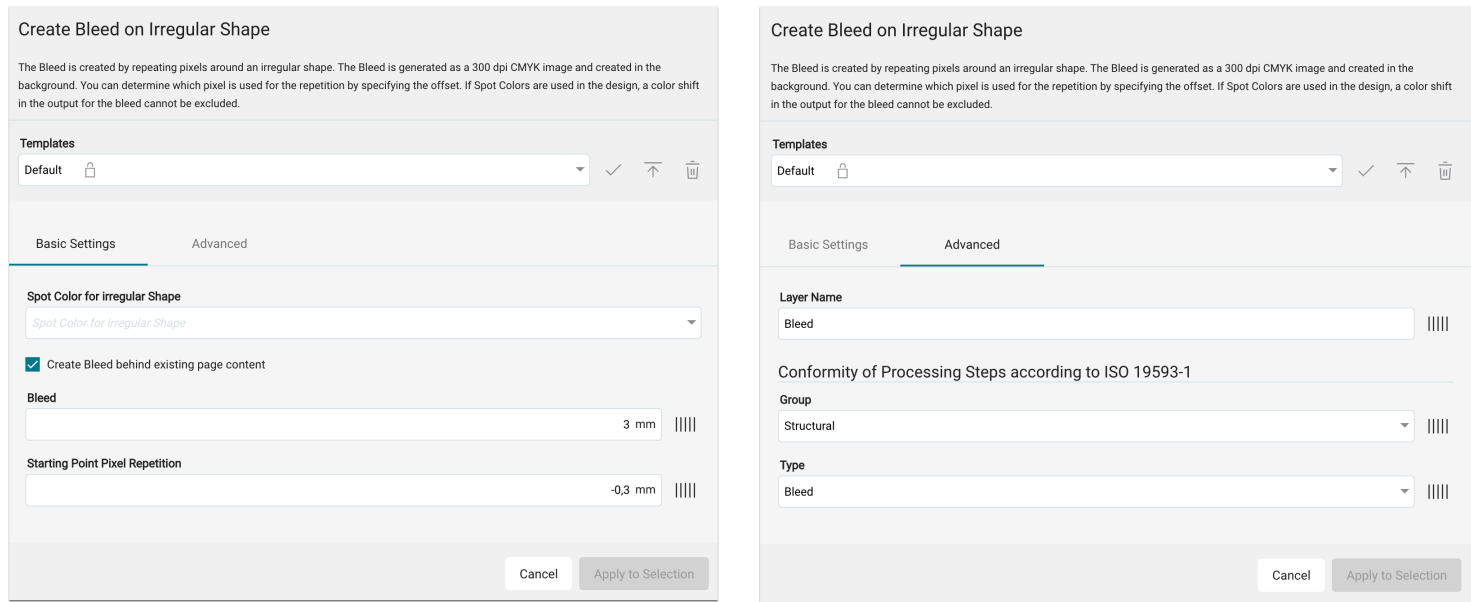 Create Bleed on Irregular Shape
The Bleed is created by repeating pixels around an irregular shape. The Bleed is generated as a 300 dpi CMYK image and created in the
background. You can determine which pixel is used for the repetition by specifying the offset. If Spot Colors are used in the design, a color shift
in the output for the bleed cannot be excluded.
Templates
Default
Basic Settings Advanced
Spot Color for irregular Shape
Spot Color for irregular Shape
Create Bleed behind existing page content
Bleed
3 mm
Starting Point Pixel Repetition
-0,3 mm
Cancel Apply to Selection
Create Bleed on Irregular Shape
The Bleed is created by repeating pixels around an irregular shape. The Bleed is generated as a 300 dpi CMYK image and created in the
background. You can determine which pixel is used for the repetition by specifying the offset. If Spot Colors are used in the design, a color shift
in the output for the bleed cannot be excluded.
Templates
Default
Basic Settings Advanced
Layer Name
Bleed
Conformity of Processing Steps according to ISO 19593-1
Group
Structural
Type
Bleed
Cancel Apply to Selection